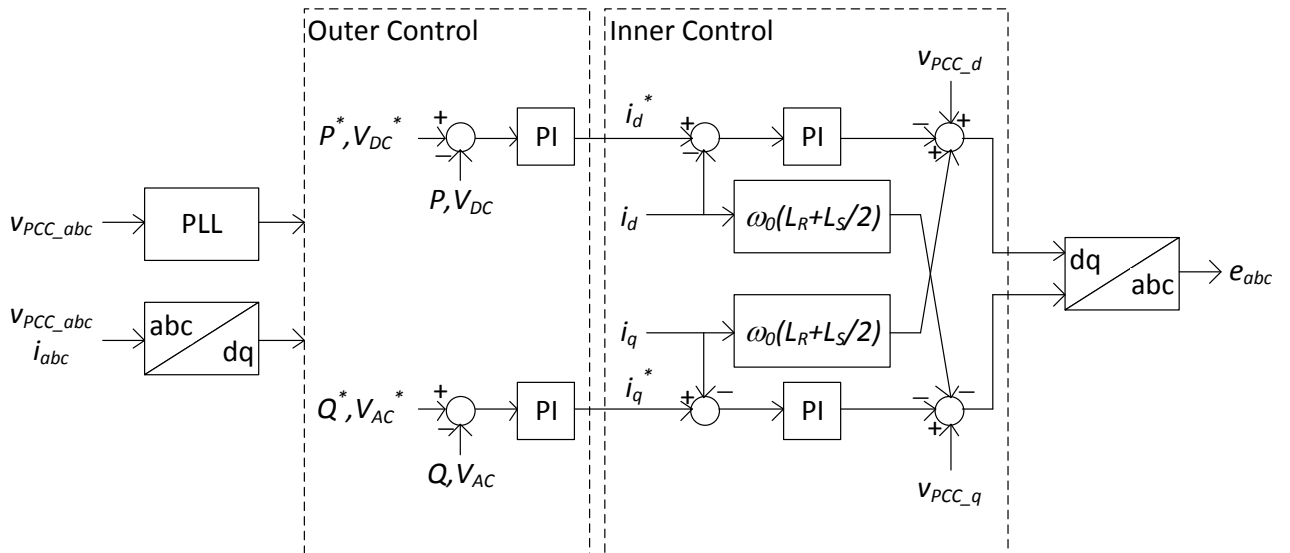 Outer Control
Inner Control
v_PCC_d
P*,V_DC*
+
−
PI
i_d*
+
−
PI
−
+
+
P,V_DC
v_PCC_abc
PLL
i_d
ω₀(L_R+L_S/2)
dq
abc
e_abc
v_PCC_abc
i_abc
abc
dq
i_q
ω₀(L_R+L_S/2)
Q*,V_AC*
+
−
PI
i_q*
+
−
PI
−
−
+
Q,V_AC
v_PCC_q